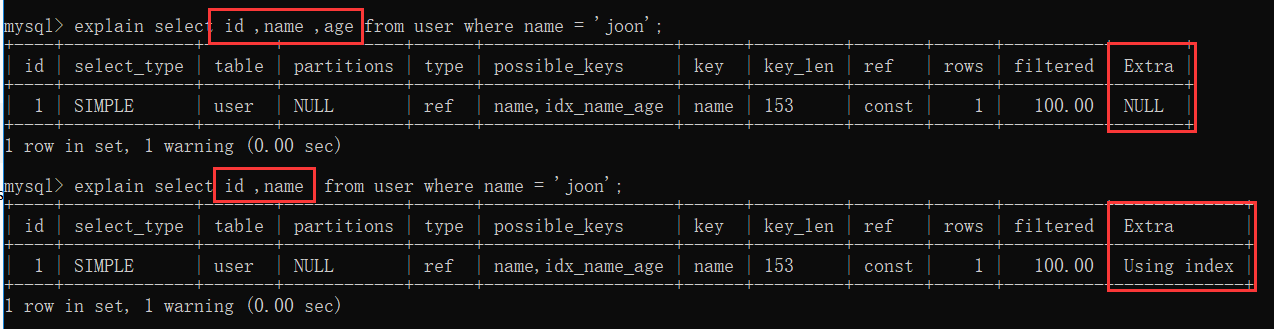 mysql> explain select id ,name ,age from user where name = 'joon';
| id | select_type | table | partitions | type | possible_keys | key | key_len | ref | rows | filtered | Extra |
| 1 | SIMPLE | user | NULL | ref | name,idx_name_age | name | 153 | const | 1 | 100.00 | NULL |
1 row in set, 1 warning (0.00 sec)
mysql> explain select id ,name  from user where name = 'joon';
| id | select_type | table | partitions | type | possible_keys | key | key_len | ref | rows | filtered | Extra |
| 1 | SIMPLE | user | NULL | ref | name,idx_name_age | name | 153 | const | 1 | 100.00 | Using index |
1 row in set, 1 warning (0.00 sec)